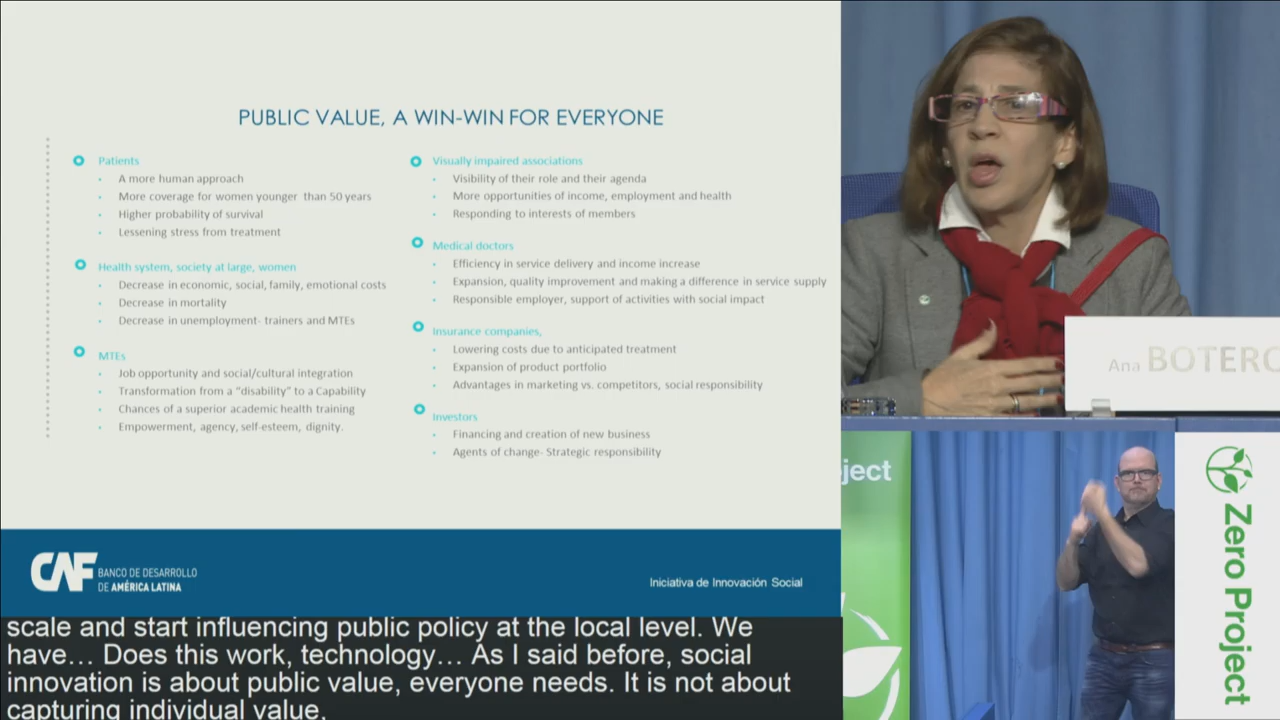 PUBLIC VALUE, A WIN-WIN FOR EVERYONE
Patients
A more human approach
More coverage for women younger than 50 years
Higher probability of survival
Lessening stress from treatment
Health system, society at large, women
Decrease in economic, social, family, emotional costs
Decrease in mortality
Decrease in unemployment- trainers and MTEs
MTEs
Job opportunity and social/cultural integration
Transformation from a "disability" to a Capability
Chances of a superior academic health training
Empowerment, agency, self-esteem, dignity.
Visually impaired associations
Visibility of their role and their agenda
More opportunities of income, employment and health
Responding to interests of members
Medical doctors
Efficiency in service delivery and income increase
Expansion, quality improvement and making a difference in service supply
Responsible employer, support of activities with social impact
Insurance companies,
Lowering costs due to anticipated treatment
Expansion of product portfolio
Advantages in marketing vs. competitors, social responsibility
Investors
Financing and creation of new business
Agents of change- Strategic responsibility
CAF BANCO DE DESARROLLO
DE AMÉRICA LATINA
Iniciativa de Innovación Social
scale and start influencing public policy at the local level. We
have... Does this work, technology... As I said before, social
innovation is about public value, everyone needs. It is not about
capturing individual value.
Ana BOTERO
ject
Zero Project